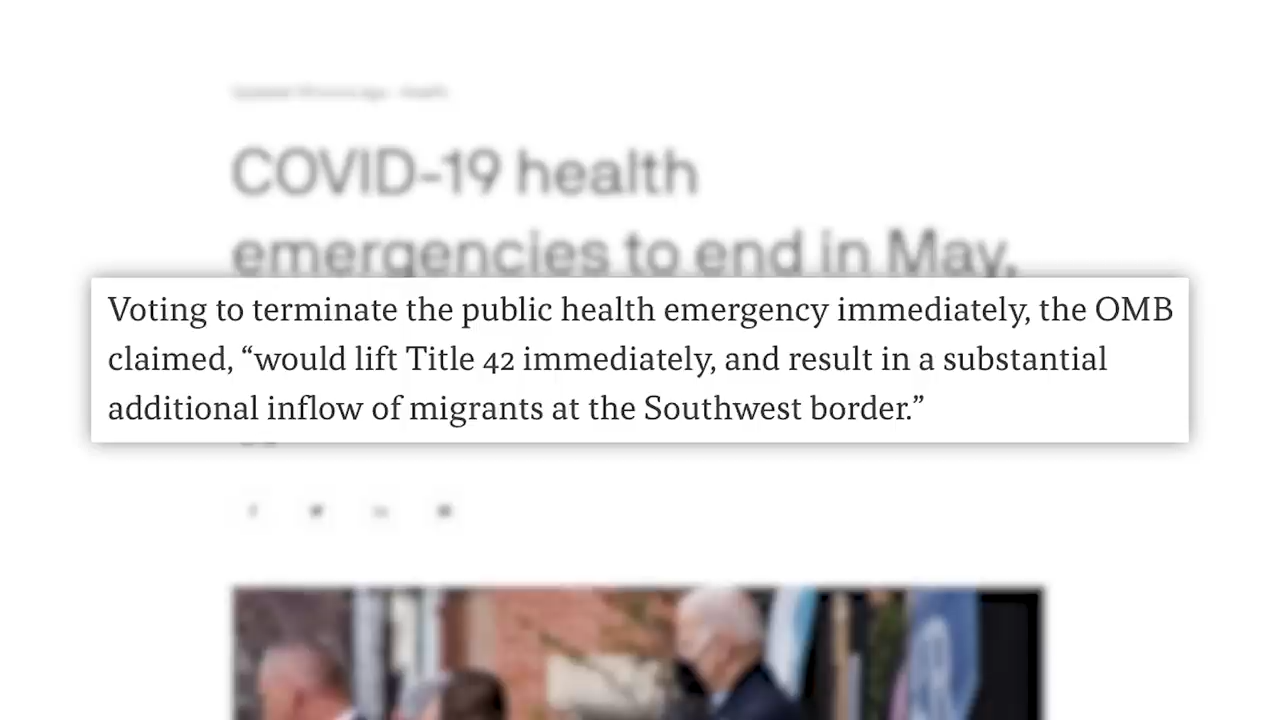 COVID-19 health
emergencies to end in May,
Voting to terminate the public health emergency immediately, the OMB
claimed, “would lift Title 42 immediately, and result in a substantial
additional inflow of migrants at the Southwest border.”